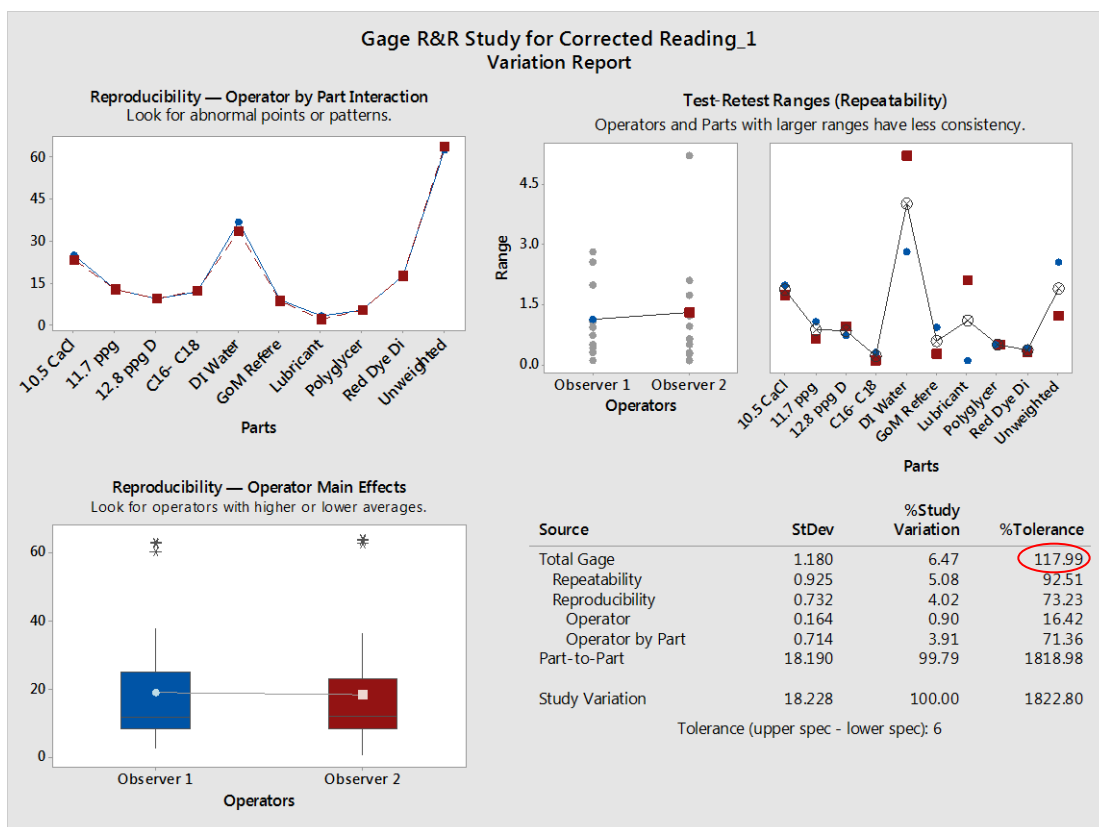 Gage R&R Study for Corrected Reading_1
Variation Report
Reproducibility — Operator by Part Interaction
Look for abnormal points or patterns.
60
45
30
15
0
10.5 CaCl
11.7 ppg
12.8 ppg D
C16- C18
DI Water
GoM Refere
Lubricant
Polyglycer
Red Dye Di
Unweighted
Parts
Test-Retest Ranges (Repeatability)
Operators and Parts with larger ranges have less consistency.
Range
4.5
3.0
1.5
0.0
Observer 1 Observer 2
Operators
10.5 CaCl
11.7 ppg
12.8 ppg D
C16- C18
DI Water
GoM Refere
Lubricant
Polyglycer
Red Dye Di
Unweighted
Parts
Reproducibility — Operator Main Effects
Look for operators with higher or lower averages.
60
40
20
0
Observer 1 Observer 2
Operators
%Study
Source StDev Variation %Tolerance
Total Gage 1.180 6.47 117.99
Repeatability 0.925 5.08 92.51
Reproducibility 0.732 4.02 73.23
Operator 0.164 0.90 16.42
Operator by Part 0.714 3.91 71.36
Part-to-Part 18.190 99.79 1818.98
Study Variation 18.228 100.00 1822.80
Tolerance (upper spec - lower spec): 6